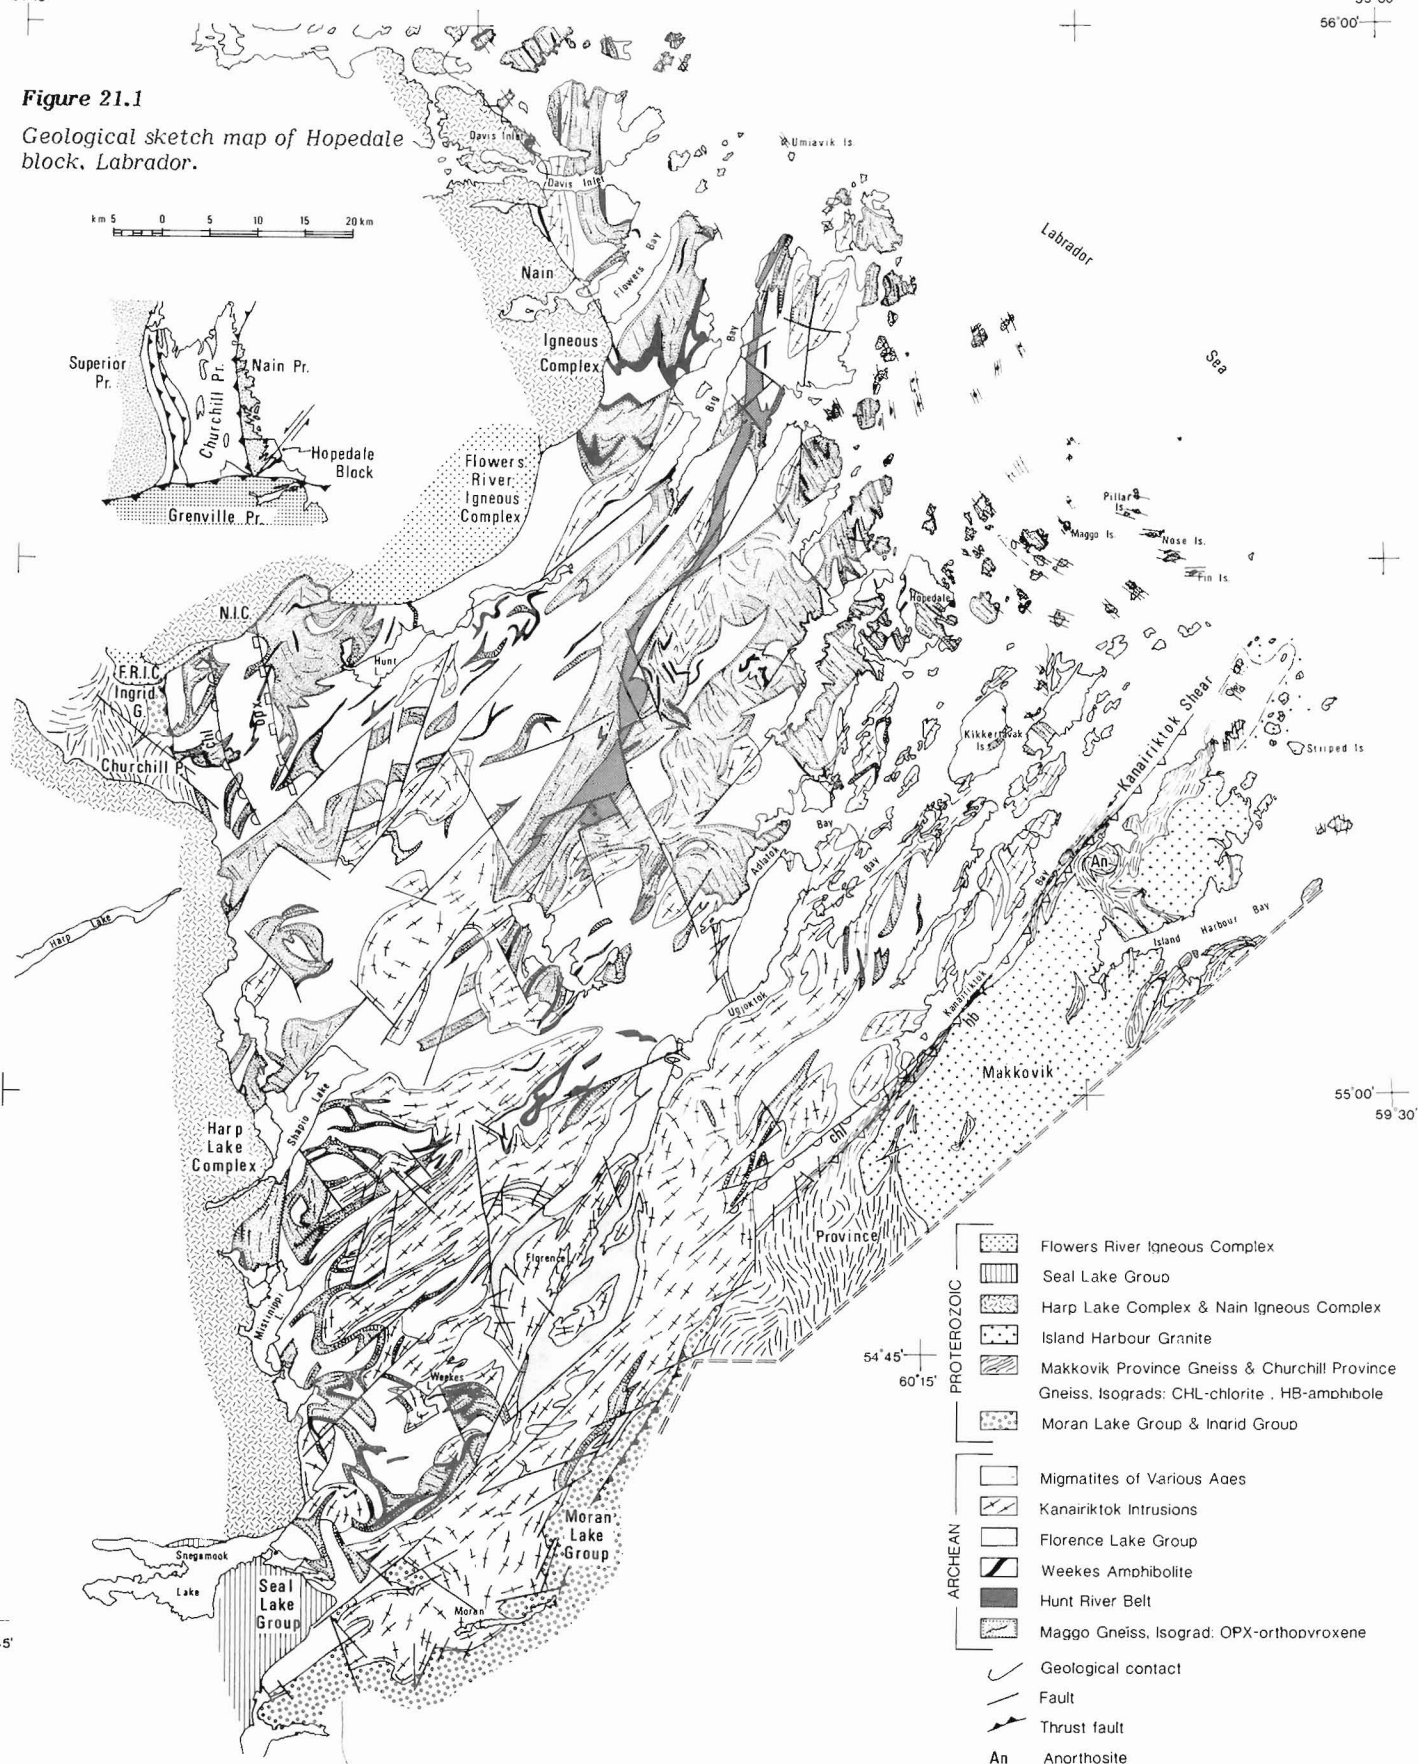 56°00'
Figure 21.1
Geological sketch map of Hopedale
block, Labrador.
km 5 0 5 10 15 20 km
Davis Inlet
Umiavik Is.
Davis Inlet
Labrador
Sea
Flowers Bay
Nain
Igneous
Complex
Big Bay
Superior
Pr.
Churchill Pr.
Nain Pr.
Hopedale
Block
Grenville Pr.
Flowers
River
Igneous
Complex
Pillar
Is.
Maggo Is.
Nose Is.
Fin Is.
Hopedale
N.I.C.
Hunt
F.R.I.C.
Ingrid
G.
opx
chl
Churchill P.
Kikkertavak
Is.
Kanairiktok Shear
Striped Is
Adlatok
Bay
Bay
Bay
An
Island Harbour Bay
Harp Lake
Ugjoktok
Kanairiktok
hb
Makkovik
55°00'
59°30'
Shapio Lake
chl
Harp
Lake
Complex
Province
Florence
Mistinippi
Weekes
54°45'
60°15'
Moran
Lake
Group
Snegamook
Lake
Seal
Lake
Group
Moran
5'
PROTEROZOIC
Flowers River Igneous Complex
Seal Lake Group
Harp Lake Complex & Nain Igneous Complex
Island Harbour Granite
Makkovik Province Gneiss & Churchill Province
Gneiss, Isograds: CHL-chlorite , HB-amphibole
Moran Lake Group & Ingrid Group
ARCHEAN
Migmatites of Various Ages
Kanairiktok Intrusions
Florence Lake Group
Weekes Amphibolite
Hunt River Belt
Maggo Gneiss, Isograd: OPX-orthopyroxene
Geological contact
Fault
Thrust fault
An Anorthosite